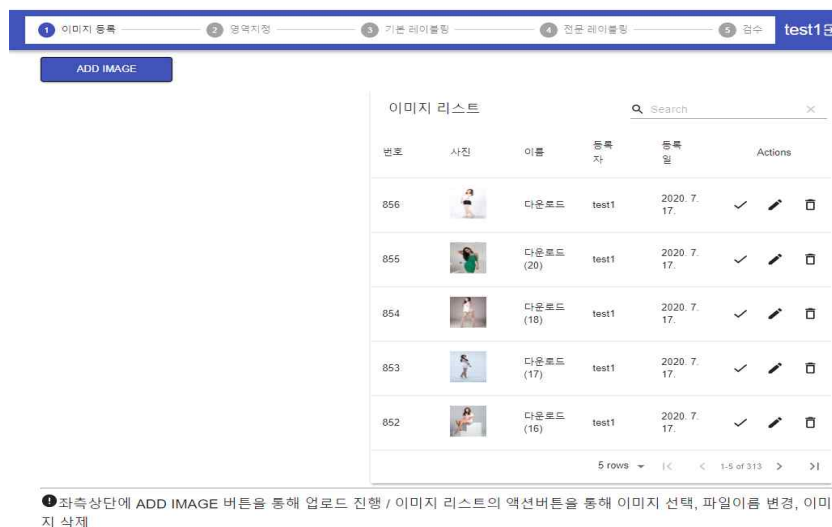 1 이미지 등록 2 영역지정 3 기본 레이블링 4 전문 레이블링 5 검수 test1
ADD IMAGE
이미지 리스트 Search
번호 사진 이름 등록자 등록일 Actions
856 다운로드 test1 2020. 7. 17.
855 다운로드 (20) test1 2020. 7. 17.
854 다운로드 (18) test1 2020. 7. 17.
853 다운로드 (17) test1 2020. 7. 17.
852 다운로드 (16) test1 2020. 7. 17.
5 rows 1-5 of 313
좌측상단에 ADD IMAGE 버튼을 통해 업로드 진행 / 이미지 리스트의 액션버튼을 통해 이미지 선택, 파일이름 변경, 이미
지 삭제